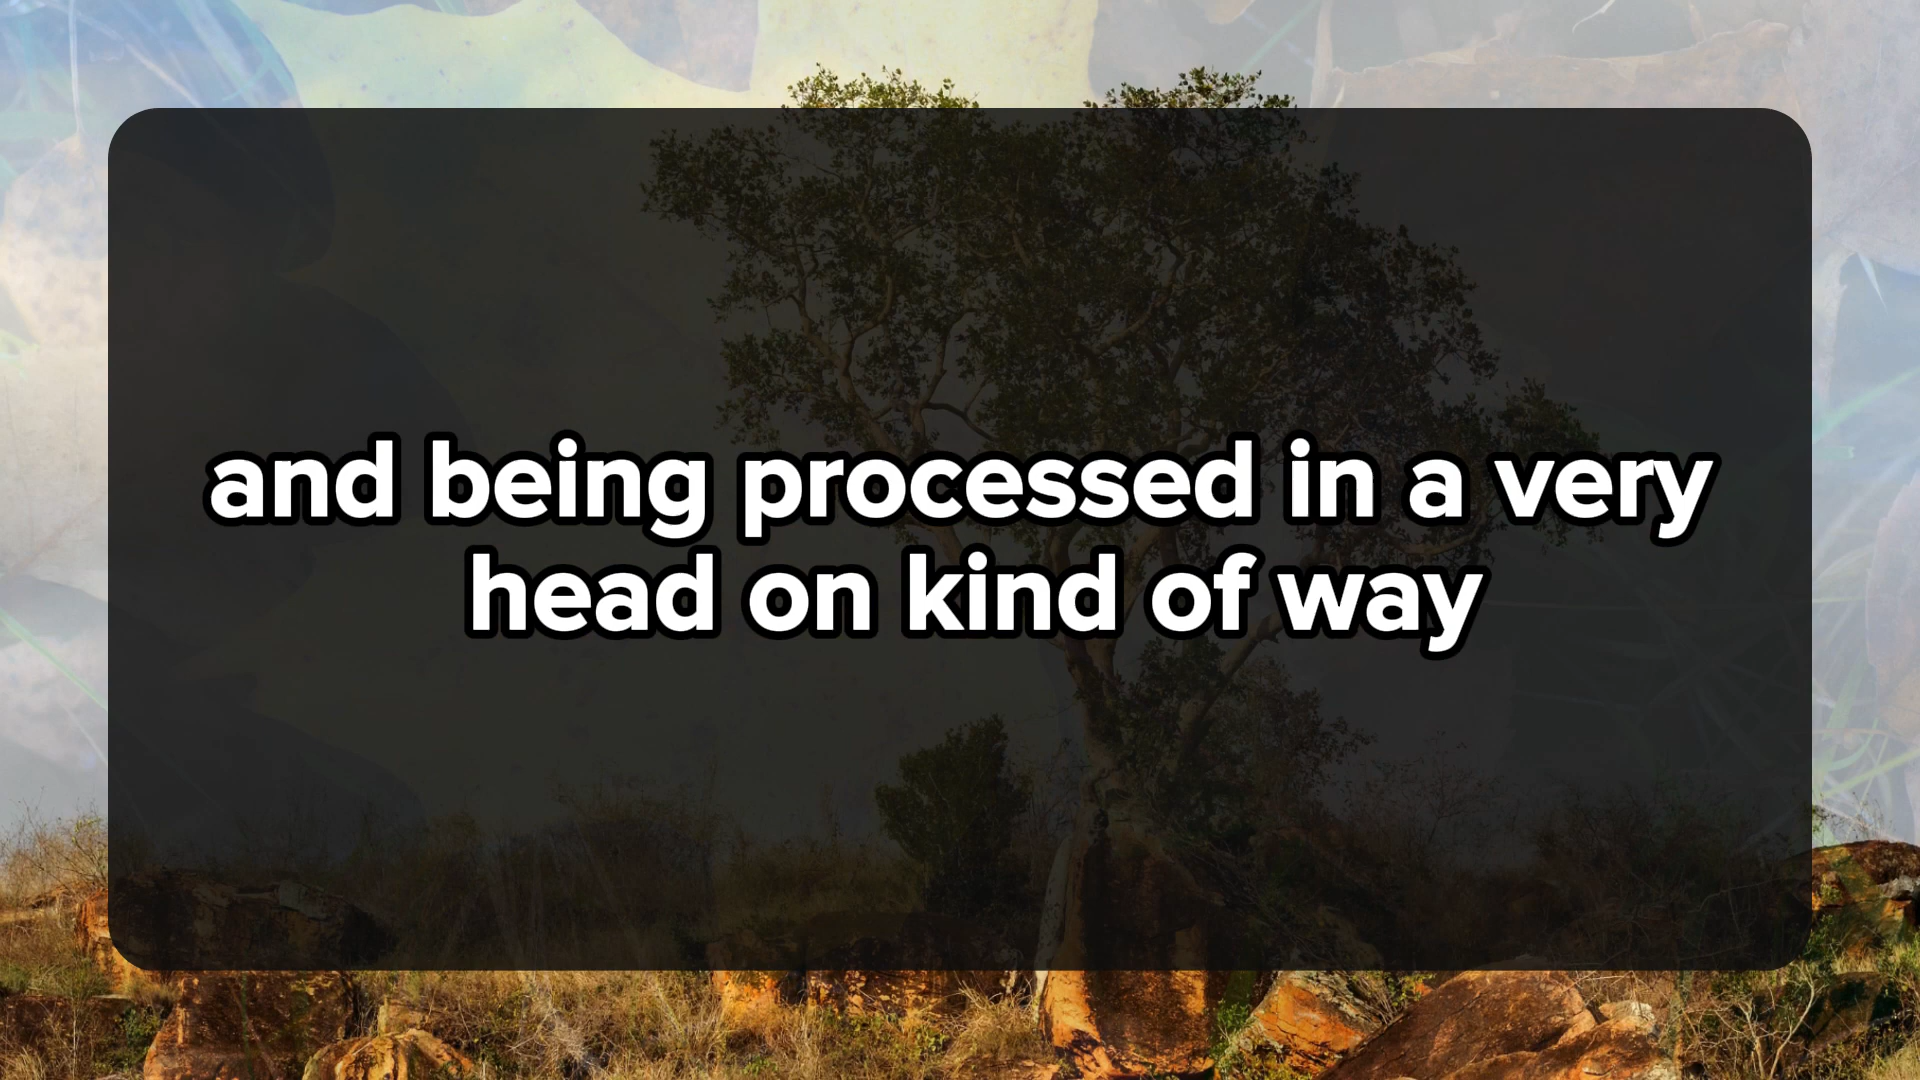 and being processed in a very
head on kind of way